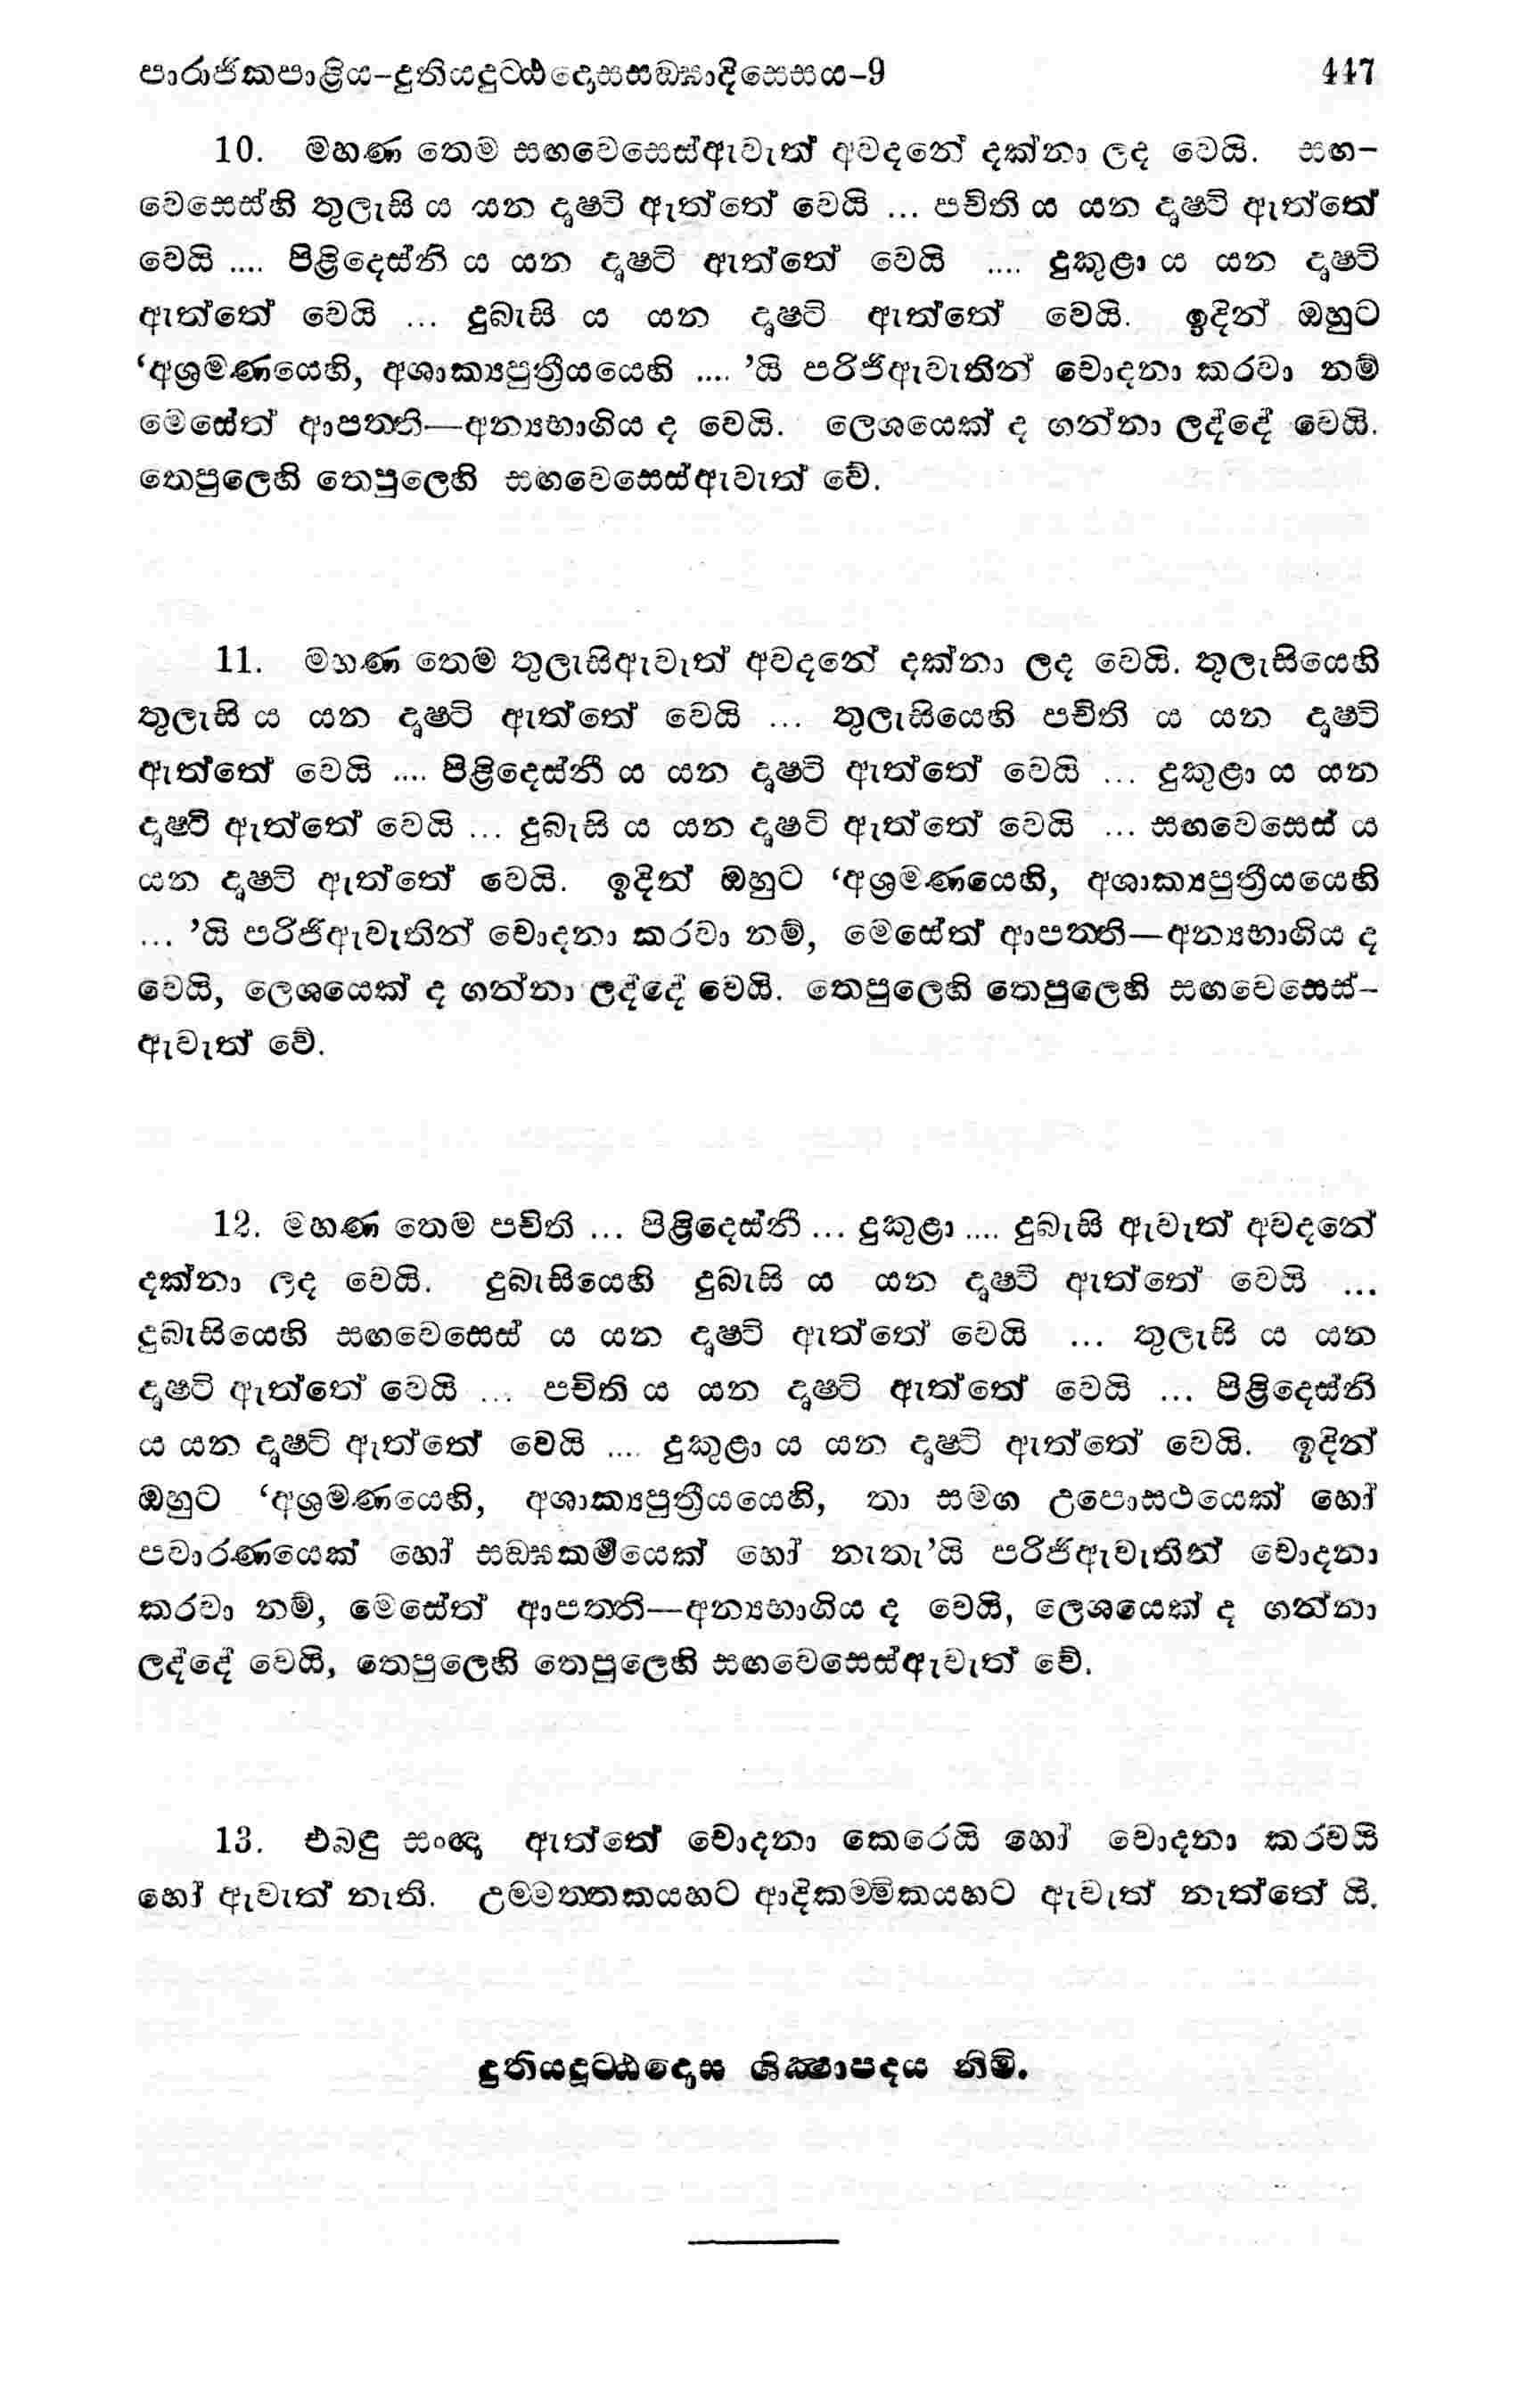 පාරාජිකපාළිය-දුතියදුට්ඨදොසසඞ්ඝාදිසෙසය-9 447
10. මහණ තෙම සඟවෙසෙස්ඇවැත් අවදනේ දක්නා ලද වෙයි. සඟ-
වෙසෙස්හි තුලැසි ය යන දෘෂ්ටි ඇත්තේ වෙයි ... පචිති ය යන දෘෂ්ටි ඇත්තේ
වෙයි .... පිළිදෙස්නි ය යන දෘෂ්ටි ඇත්තේ වෙයි .... දුකුළා ය යන දෘෂ්ටි
ඇත්තේ වෙයි ... දුබැසි ය යන දෘෂ්ටි ඇත්තේ වෙයි. ඉදින් ඔහුට
‘අශ්‍රමණයෙහි, අශාක්‍යපුත්‍රීයයෙහි .... ’යි පරිජිඇවැතින් චොදනා කරවා නම්
මෙසේත් ආපත්ති—අන්‍යභාගිය ද වෙයි. ලෙශයෙක් ද ගන්නා ලද්දේ වෙයි.
තෙපුලෙහි තෙපුලෙහි සඟවෙසෙස්ඇවැත් වේ.
11. මහණ තෙම තුලැසිඇවැත් අවදනේ දක්නා ලද වෙයි. තුලැසියෙහි
තුලැසි ය යන දෘෂ්ටි ඇත්තේ වෙයි ... තුලැසියෙහි පචිති ය යන දෘෂ්ටි
ඇත්තේ වෙයි .... පිළිදෙස්නී ය යන දෘෂ්ටි ඇත්තේ වෙයි ... දුකුළා ය යන
දෘෂ්ටි ඇත්තේ වෙයි ... දුබැසි ය යන දෘෂ්ටි ඇත්තේ වෙයි ... සඟවෙසෙස් ය
යන දෘෂ්ටි ඇත්තේ වෙයි. ඉදින් ඔහුට ‘අශ්‍රමණයෙහි, අශාක්‍යපුත්‍රීයයෙහි
... ’යි පරිජිඇවැතින් චොදනා කරවා නම්, මෙසේත් ආපත්ති—අන්‍යභාගිය ද
වෙයි, ලෙශයෙක් ද ගන්නා ලද්දේ වෙයි. තෙපුලෙහි තෙපුලෙහි සඟවෙසෙස්-
ඇවැත් වේ.
12. මහණ තෙම පචිති ... පිළිදෙස්නී ... දුකුළා .... දුබැසි ඇවැත් අවදනේ
දක්නා ලද වෙයි. දුබැසියෙහි දුබැසි ය යන දෘෂ්ටි ඇත්තේ වෙයි ...
දුබැසියෙහි සඟවෙසෙස් ය යන දෘෂ්ටි ඇත්තේ වෙයි ... තුලැසි ය යන
දෘෂ්ටි ඇත්තේ වෙයි ... පචිති ය යන දෘෂ්ටි ඇත්තේ වෙයි ... පිළිදෙස්නි
ය යන දෘෂ්ටි ඇත්තේ වෙයි .... දුකුළා ය යන දෘෂ්ටි ඇත්තේ වෙයි. ඉදින්
ඔහුට ‘අශ්‍රමණයෙහි, අශාක්‍යපුත්‍රීයයෙහි, තා සමග උපොසථයෙක් හෝ
පවාරණයෙක් හෝ සඞ්ඝකර්‍මයෙක් හෝ නැතැ’යි පරිජිඇවැතින් චොදනා
කරවා නම්, මෙසේත් ආපත්ති—අන්‍යභාගිය ද වෙයි, ලෙශයෙක් ද ගන්නා
ලද්දේ වෙයි, තෙපුලෙහි තෙපුලෙහි සඟවෙසෙස්ඇවැත් වේ.
13. එබඳු සංඥා ඇත්තේ චොදනා කෙරෙයි හෝ චොදනා කරවයි
හෝ ඇවැත් නැති. උම්මත්තකයහට ආදිකම්මිකයහට ඇවැත් නැත්තේ යි.
දුතියදුට්ඨදොස ශික්ෂාපදය නිමි.